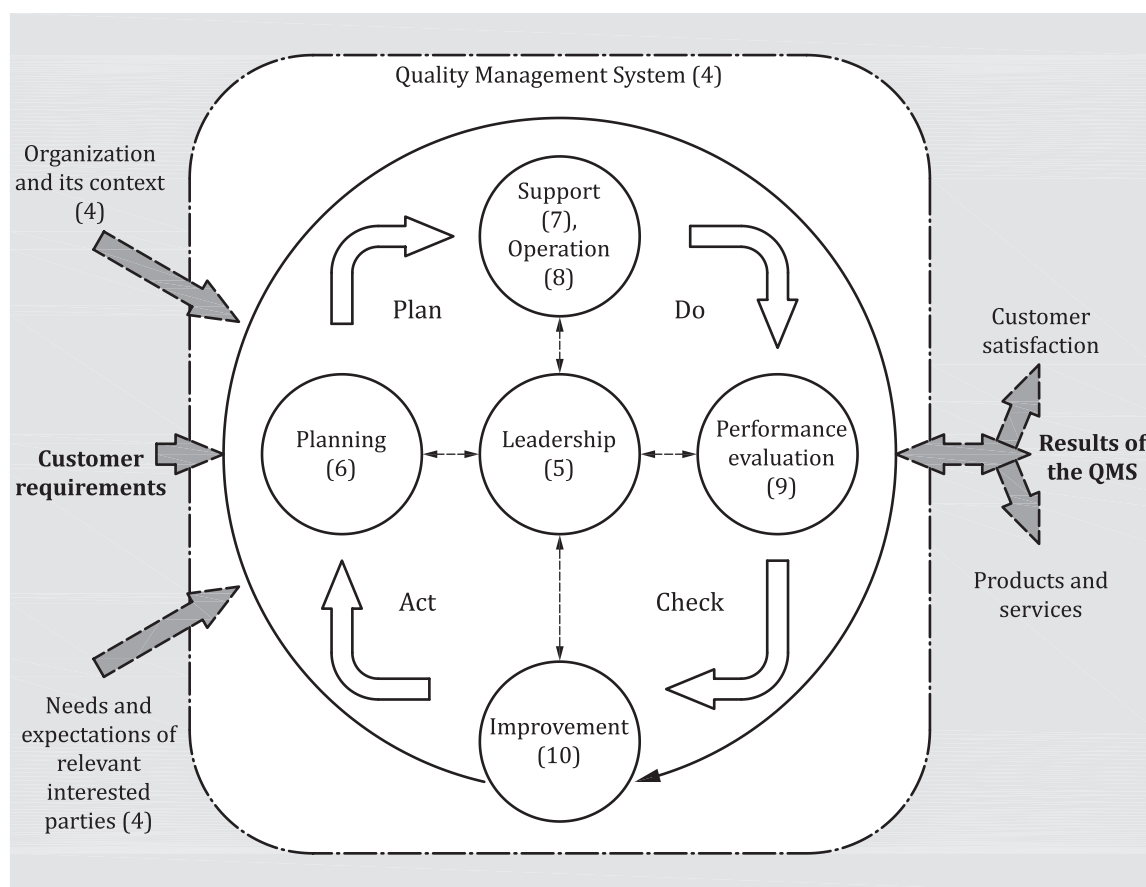 Quality Management System (4)
Organization
and its context
(4)
Support
(7),
Operation
(8)
Plan
Do
Customer
satisfaction
Planning
(6)
Leadership
(5)
Performance
evaluation
(9)
Customer
requirements
Results of
the QMS
Act
Check
Products and
services
Needs and
expectations of
relevant
interested
parties (4)
Improvement
(10)